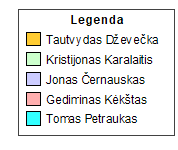 Legenda
Tautvydas Dževečka
Kristijonas Karalaitis
Jonas Černauskas
Gediminas Kėkštas
Tomas Petraukas